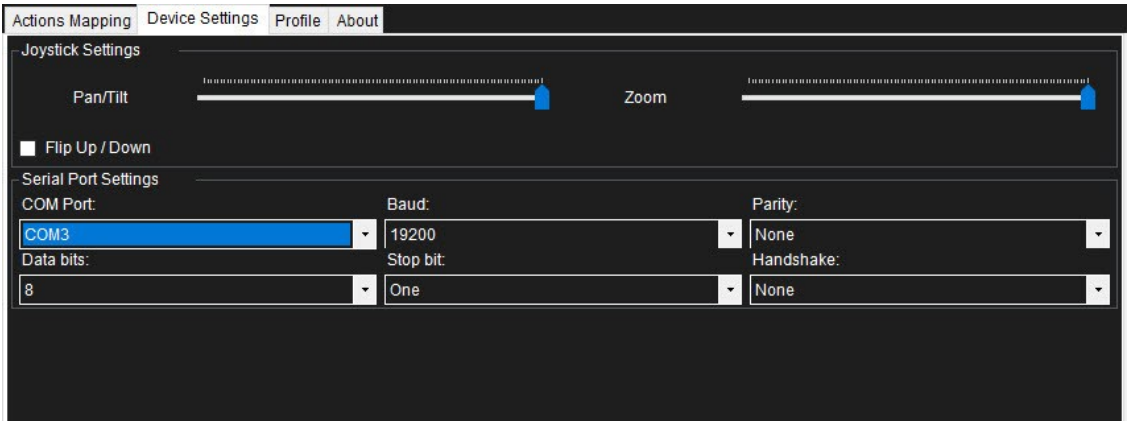 Actions Mapping Device Settings Profile About
Joystick Settings
Pan/Tilt Zoom
Flip Up / Down
Serial Port Settings
COM Port: Baud: Parity:
COM3 19200 None
Data bits: Stop bit: Handshake:
8 One None